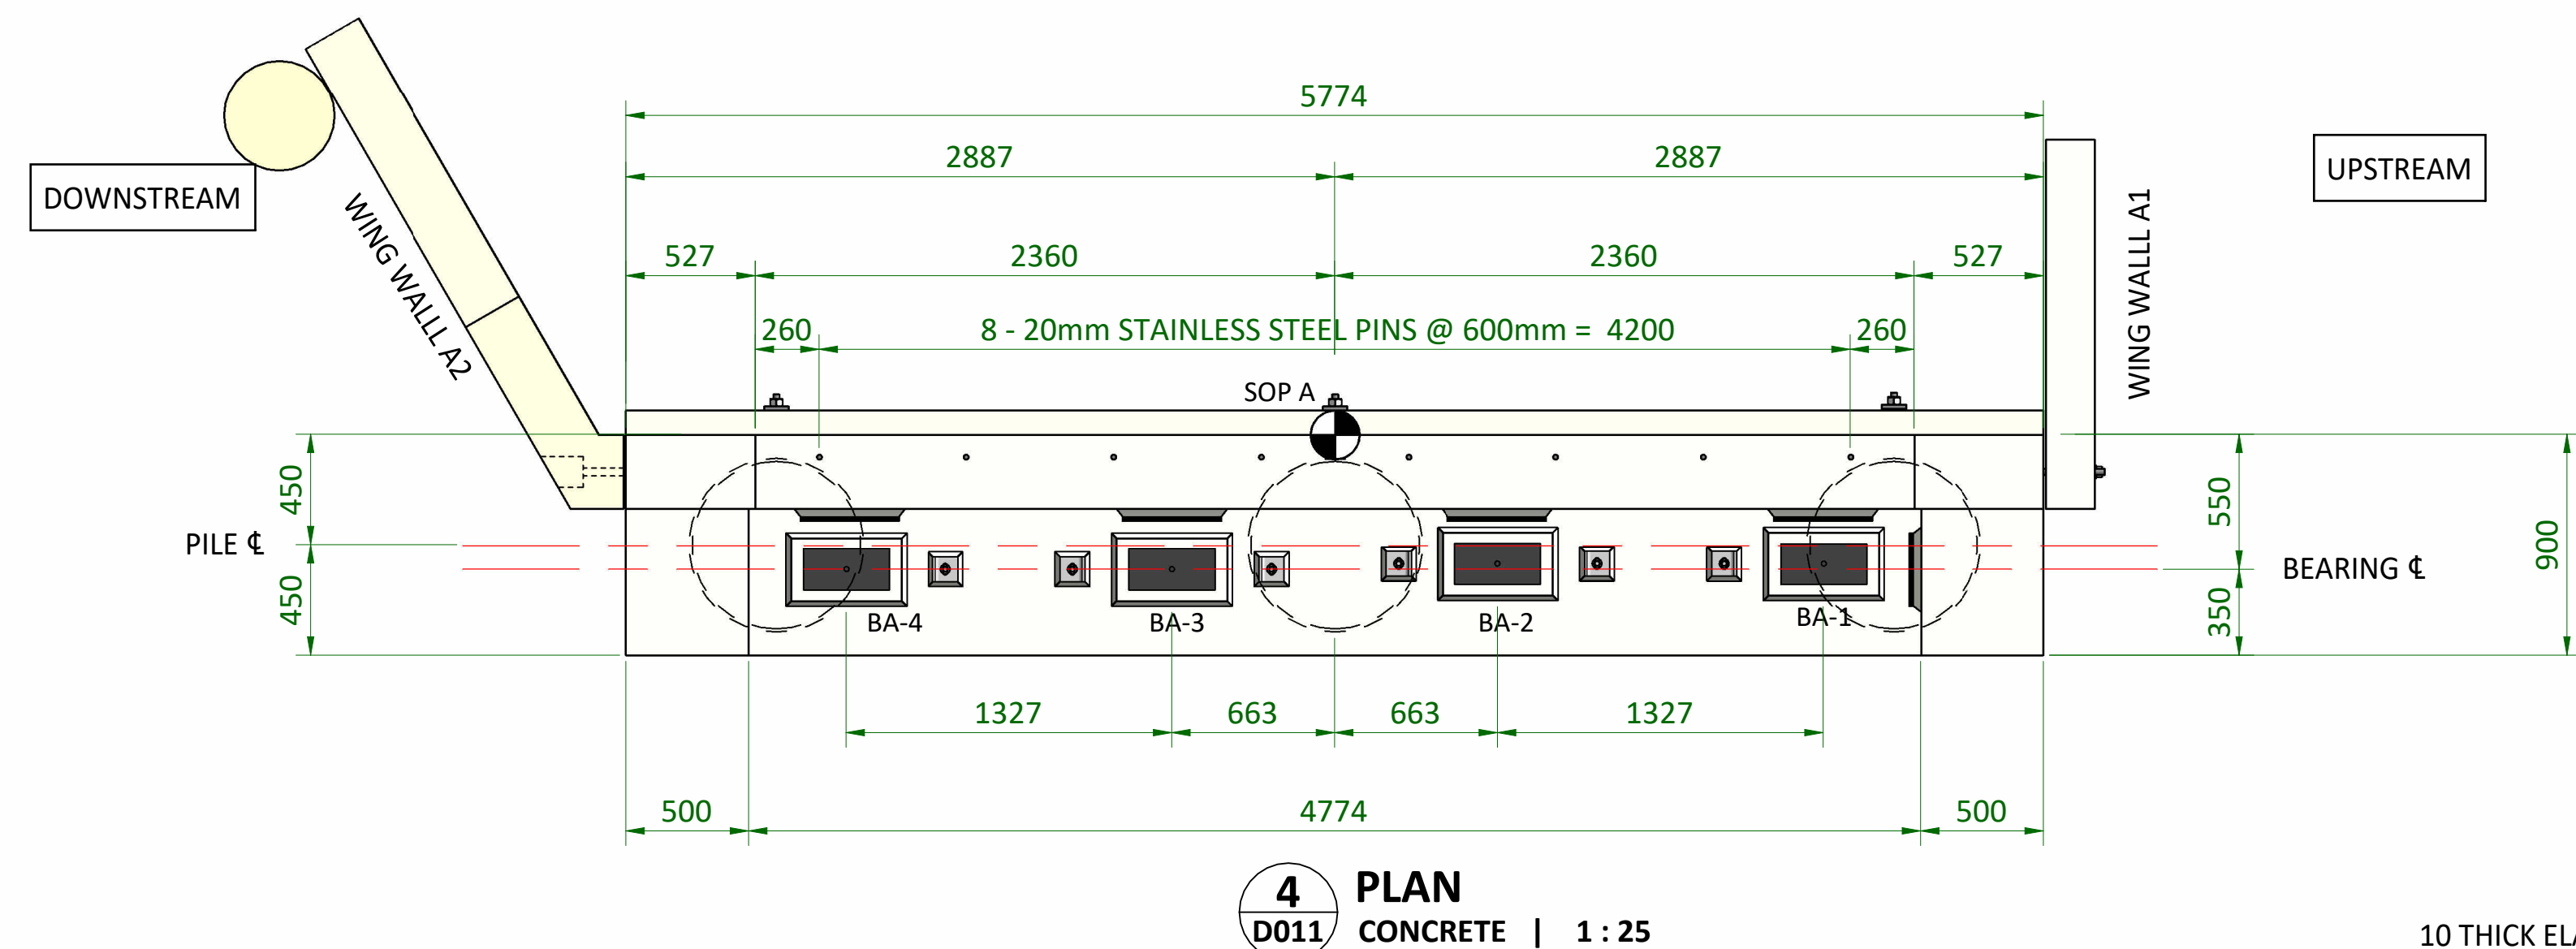 5774
2887
2887
DOWNSTREAM
UPSTREAM
WING WALLL A2
WING WALLL A1
527
2360
2360
527
260
8 - 20mm STAINLESS STEEL PINS @ 600mm = 4200
260
SOP A
450
450
PILE ℄
550
350
900
BEARING ℄
BA-4
BA-3
BA-2
BA-1
1327
663
663
1327
500
4774
500
4
D011
PLAN
CONCRETE | 1 : 25
10 THICK